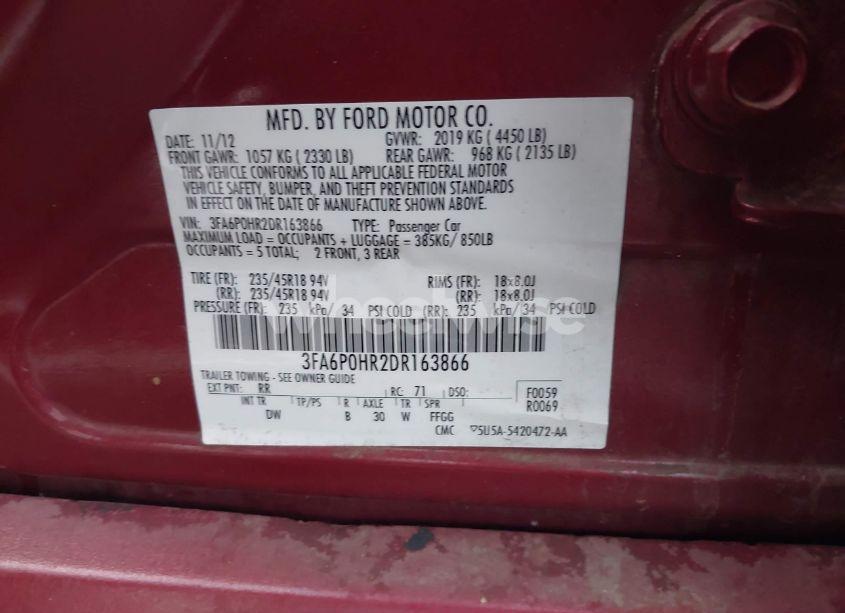 MFD. BY FORD MOTOR CO.
DATE: 11/12 GVWR: 2019 KG ( 4450 LB)
FRONT GAWR: 1057 KG ( 2330 LB) REAR GAWR: 968 KG ( 2135 LB)
THIS VEHICLE CONFORMS TO ALL APPLICABLE FEDERAL MOTOR
VEHICLE SAFETY, BUMPER, AND THEFT PREVENTION STANDARDS
IN EFFECT ON THE DATE OF MANUFACTURE SHOWN ABOVE.
VIN: 3FA6P0HR2DR163866 TYPE: Passenger Car
MAXIMUM LOAD = OCCUPANTS + LUGGAGE = 385KG/ 850LB
OCCUPANTS = 5 TOTAL; 2 FRONT, 3 REAR
TIRE (FR): 235/45R18 94V RIMS (FR): 18x8.0J
(RR): 235/45R18 94V (RR): 18x8.0J
PRESSURE (FR): 235 kPa/ 34 PSI COLD (RR): 235 kPa/ 34 PSI COLD
wheelwise
3FA6P0HR2DR163866
TRAILER TOWING - SEE OWNER GUIDE
EXT PNT: RR RC: 71 DSO: F0059
INT TR TP/PS R AXLE TR SPR R0069
DW B 30 W FFGG
CMC 5U5A-5420472-AA